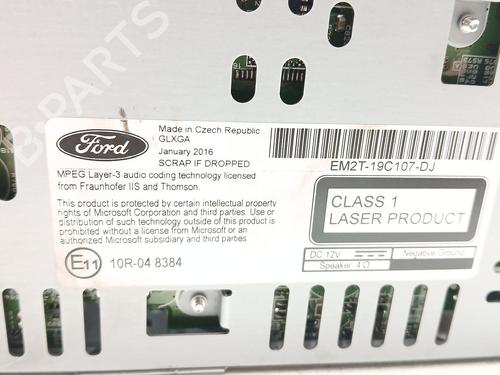 B-PARTS
Ford
Made in Czech Republic
GLXGA
January 2016
SCRAP IF DROPPED
MPEG Layer-3 audio coding technology licensed
from Fraunhofer IIS and Thomson.
This product is protected by certain intellectual property
rights of Microsoft Corporation and third parties. Use or
distribution of such technology outside of this product is
prohibited without a license from Microsoft or an
authorized Microsoft subsidiary and third parties.
E11 10R-04 8384
EM2T-19C107-DJ
CLASS 1
LASER PRODUCT
DC 12V
Negative Ground
Speaker 4Ω